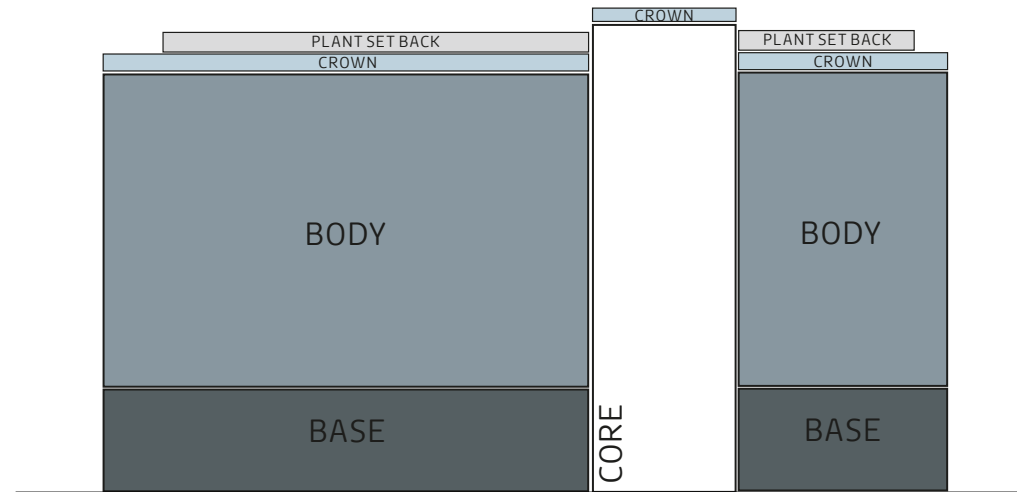 CROWN
PLANT SET BACK
PLANT SET BACK
CROWN
CROWN
BODY
BODY
BASE
BASE
CORE